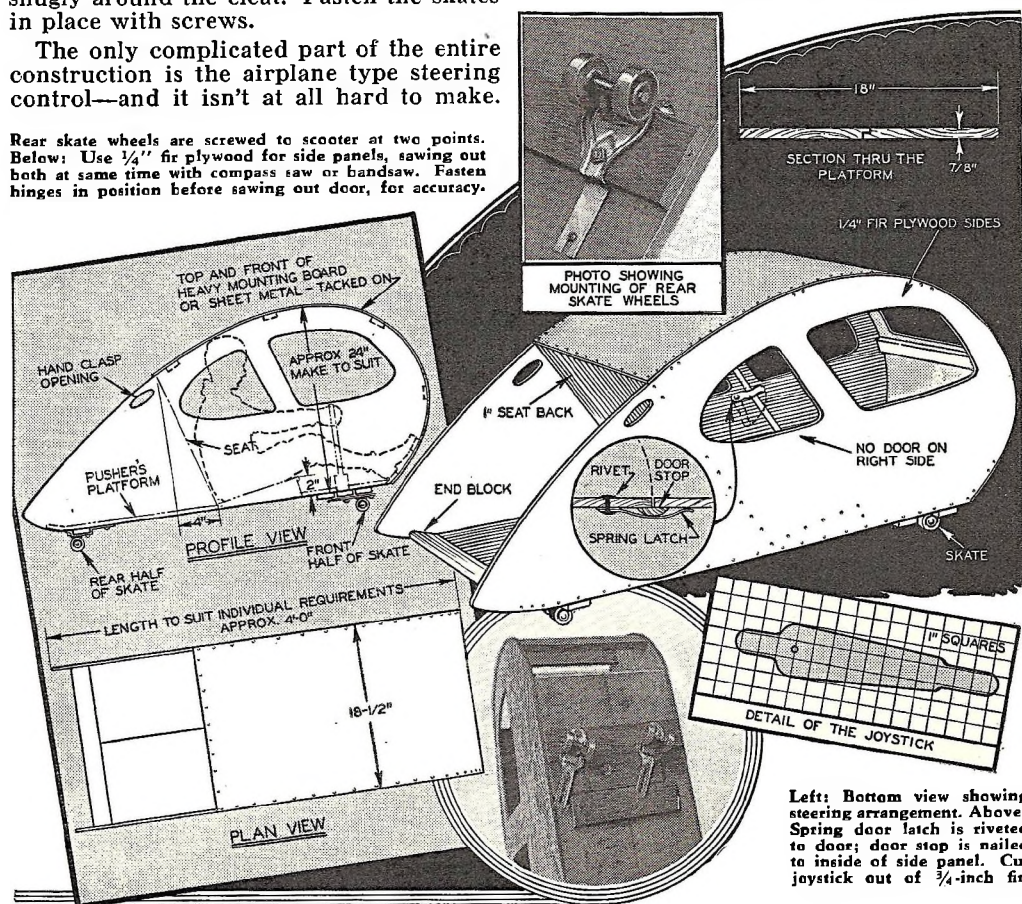 snugly around the cleat. Fasten the skates
in place with screws.
The only complicated part of the entire
construction is the airplane type steering
control—and it isn't at all hard to make.
Rear skate wheels are screwed to scooter at two points.
Below: Use 1/4" fir plywood for side panels, sawing out
both at same time with compass saw or bandsaw. Fasten
hinges in position before sawing out door, for accuracy.
PHOTO SHOWING
MOUNTING OF REAR
SKATE WHEELS
18"
SECTION THRU THE
PLATFORM
7/8"
1/4" FIR PLYWOOD SIDES
TOP AND FRONT OF
HEAVY MOUNTING BOARD
OR SHEET METAL - TACKED ON
HAND CLASP
OPENING
APPROX 24"
MAKE TO SUIT
SEAT
PUSHER'S
PLATFORM
2"
4"
PROFILE VIEW
FRONT
HALF OF SKATE
REAR HALF
OF SKATE
1" SEAT BACK
END BLOCK
RIVET
DOOR
STOP
SPRING LATCH
NO DOOR ON
RIGHT SIDE
SKATE
LENGTH TO SUIT INDIVIDUAL REQUIREMENTS
APPROX. 4'-0"
18-1/2"
PLAN VIEW
1" SQUARES
DETAIL OF THE JOYSTICK
Left: Bottom view showing
steering arrangement. Above
Spring door latch is riveted
to door; door stop is nailed
to inside of side panel. Cu
joystick out of 3/4-inch fir